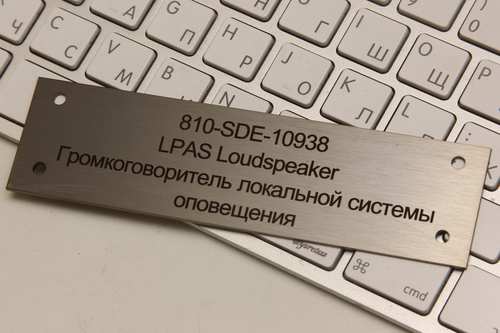 810-SDE-10938
LPAS Loudspeaker
Громкоговоритель локальной системы
оповещения
cmd